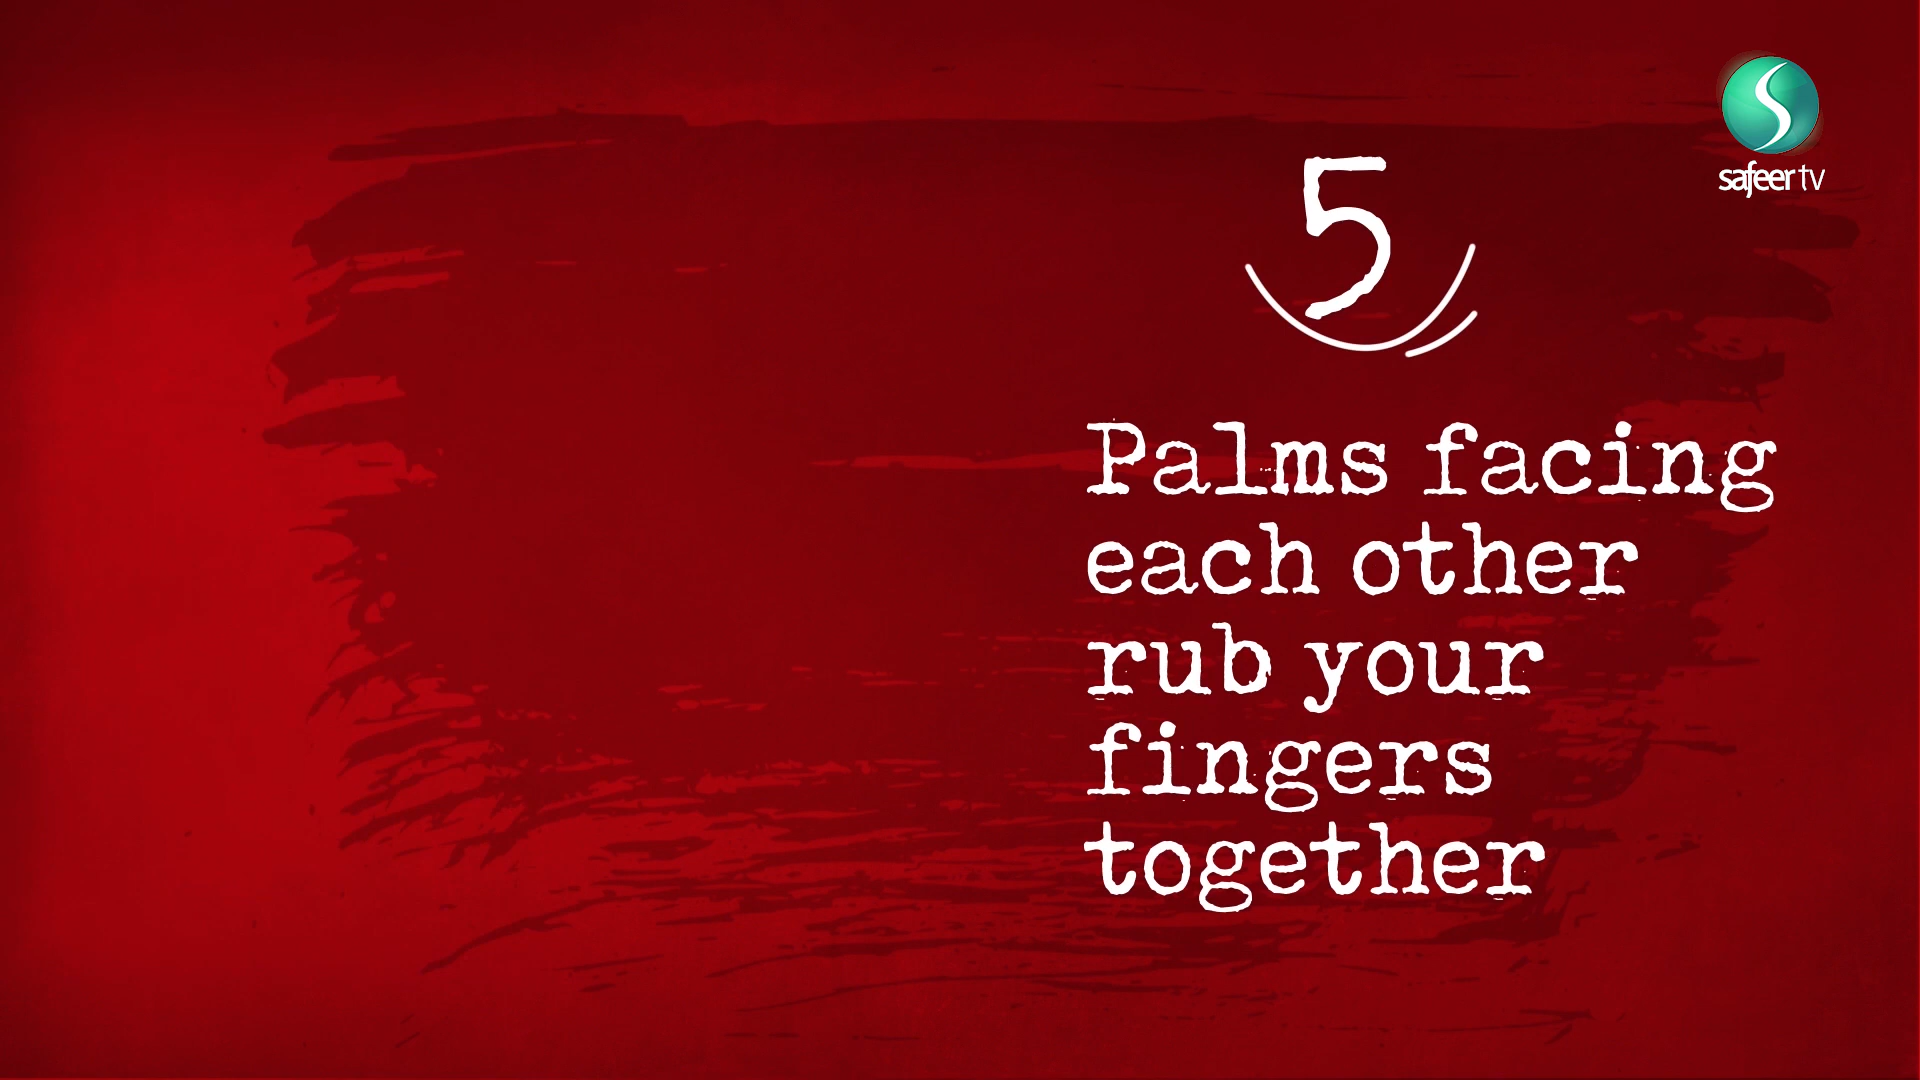 safeer tv
5
Palms facing
each other
rub your
fingers
together